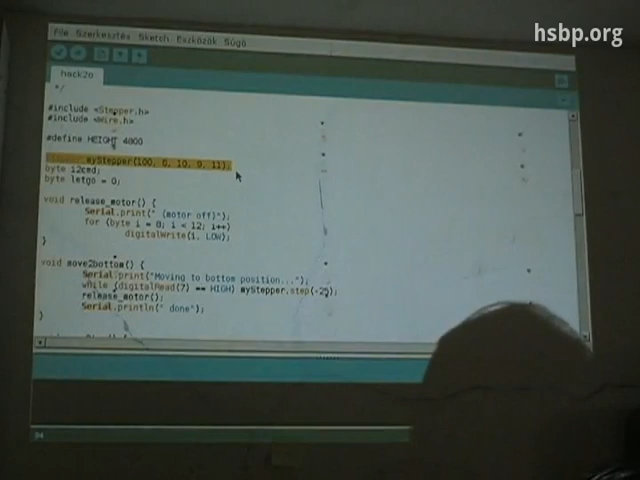 hsbp.org
File Szerkesztés Sketch Eszközök Súgó
hack2o
*/
#include <Stepper.h>
#include <Wire.h>
#define HEIGHT 4000
myStepper(100, 8, 10, 9, 11);
byte i2cmd;
byte letgo = 0;
void release_motor() {
Serial.print(" (motor off)");
for (byte i = 8; i < 12; i++)
digitalWrite(i, LOW);
}
void move2bottom() {
Serial.print("Moving to bottom position...");
while (digitalRead(7) == HIGH) myStepper.step(-25);
release_motor();
Serial.println(" done");
}